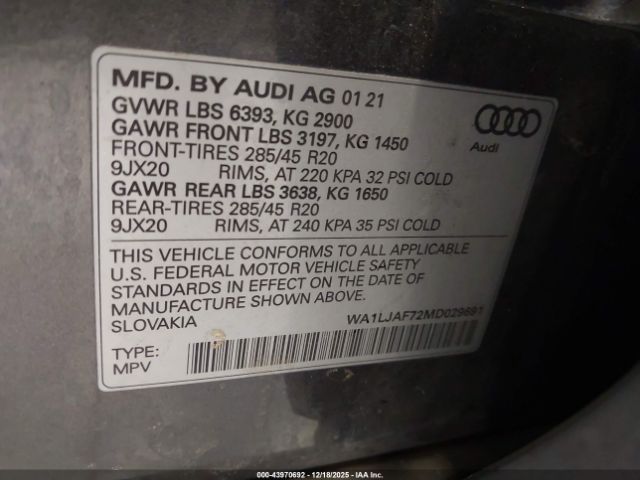 MFD. BY AUDI AG 01 21
GVWR LBS 6393, KG 2900
GAWR FRONT LBS 3197, KG 1450
FRONT-TIRES 285/45 R20
9JX20 RIMS, AT 220 KPA 32 PSI COLD
GAWR REAR LBS 3638, KG 1650
REAR-TIRES 285/45 R20
9JX20 RIMS, AT 240 KPA 35 PSI COLD
Audi
THIS VEHICLE CONFORMS TO ALL APPLICABLE
U.S. FEDERAL MOTOR VEHICLE SAFETY
STANDARDS IN EFFECT ON THE DATE OF
MANUFACTURE SHOWN ABOVE.
SLOVAKIA
WA1LJAF72MD029691
TYPE:
MPV
000-43970692 - 12/18/2025 - IAA Inc.